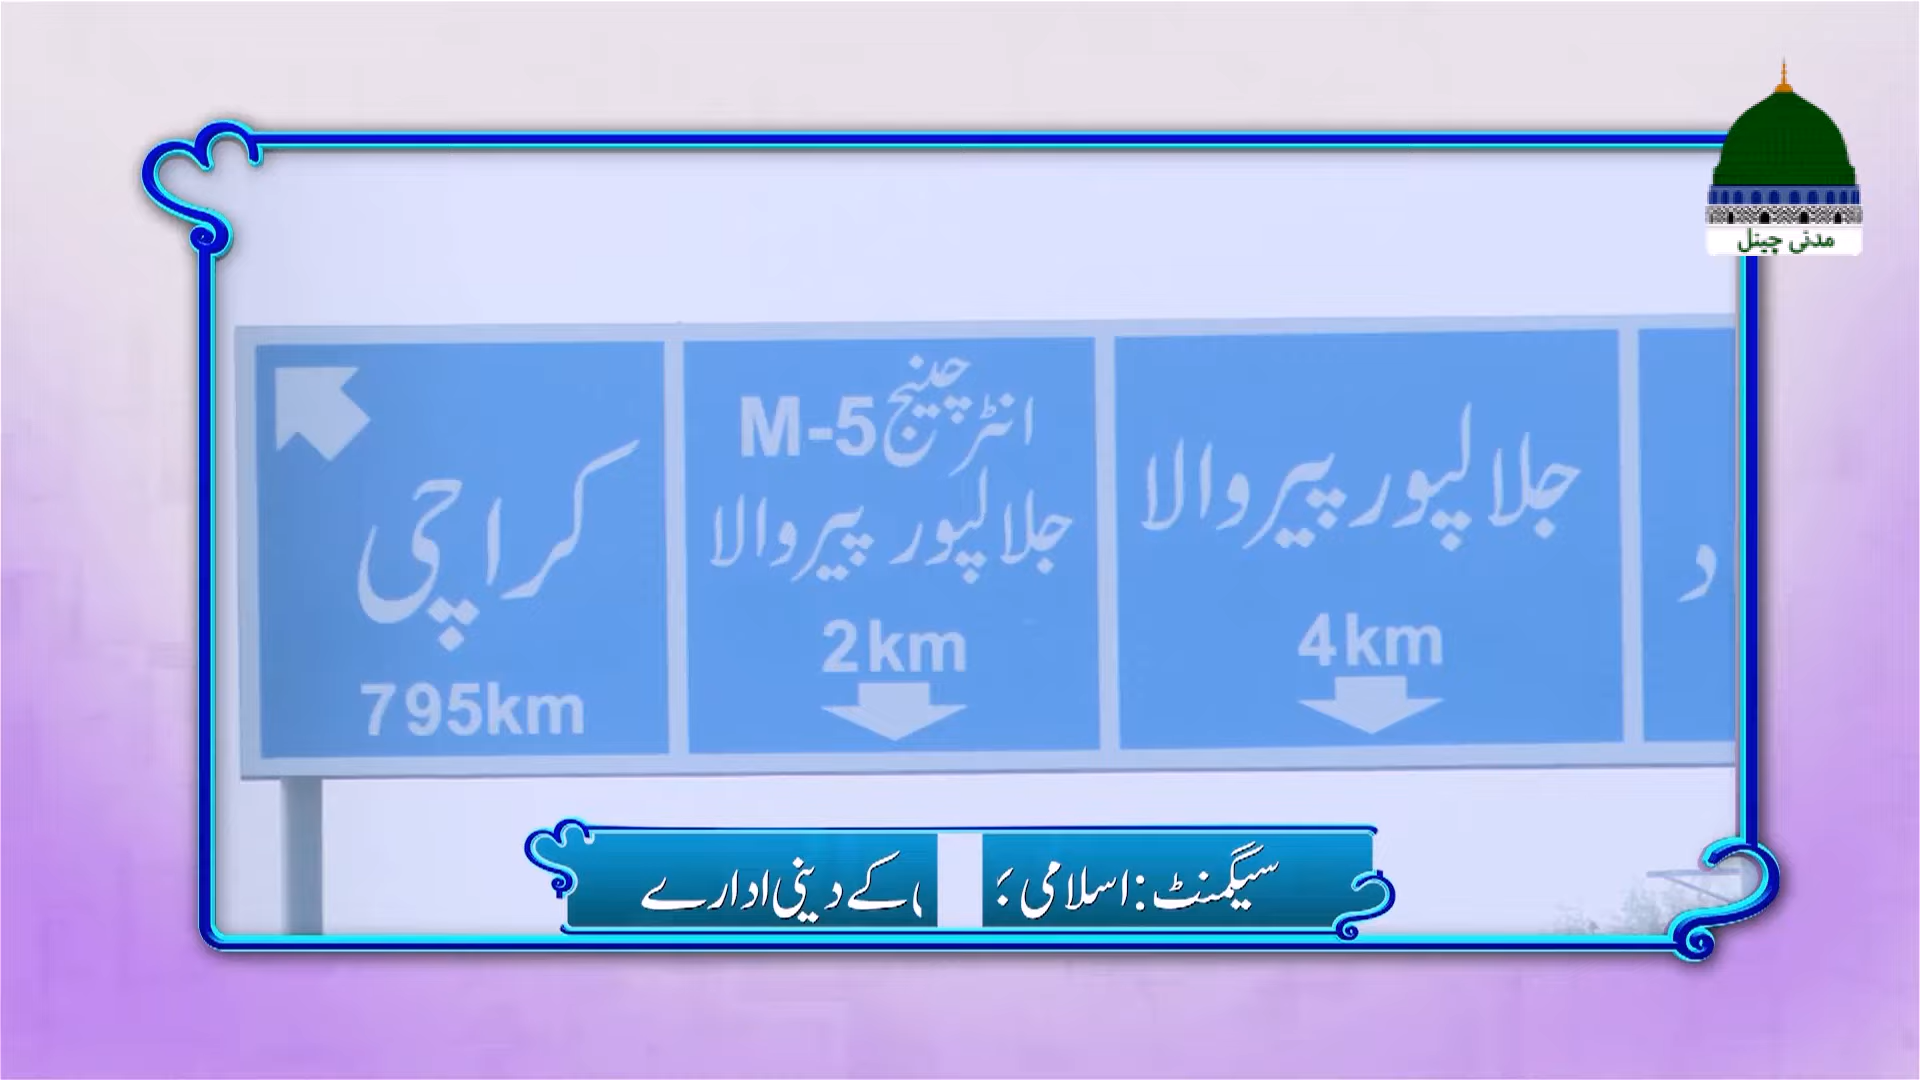 مدنی چینل
کراچی
795km
انٹرچینج M-5
جلالپور پیروالا
2km
جلالپور پیروالا
4km
د
سیگمنٹ: اسلامی
کے دینی ادارے